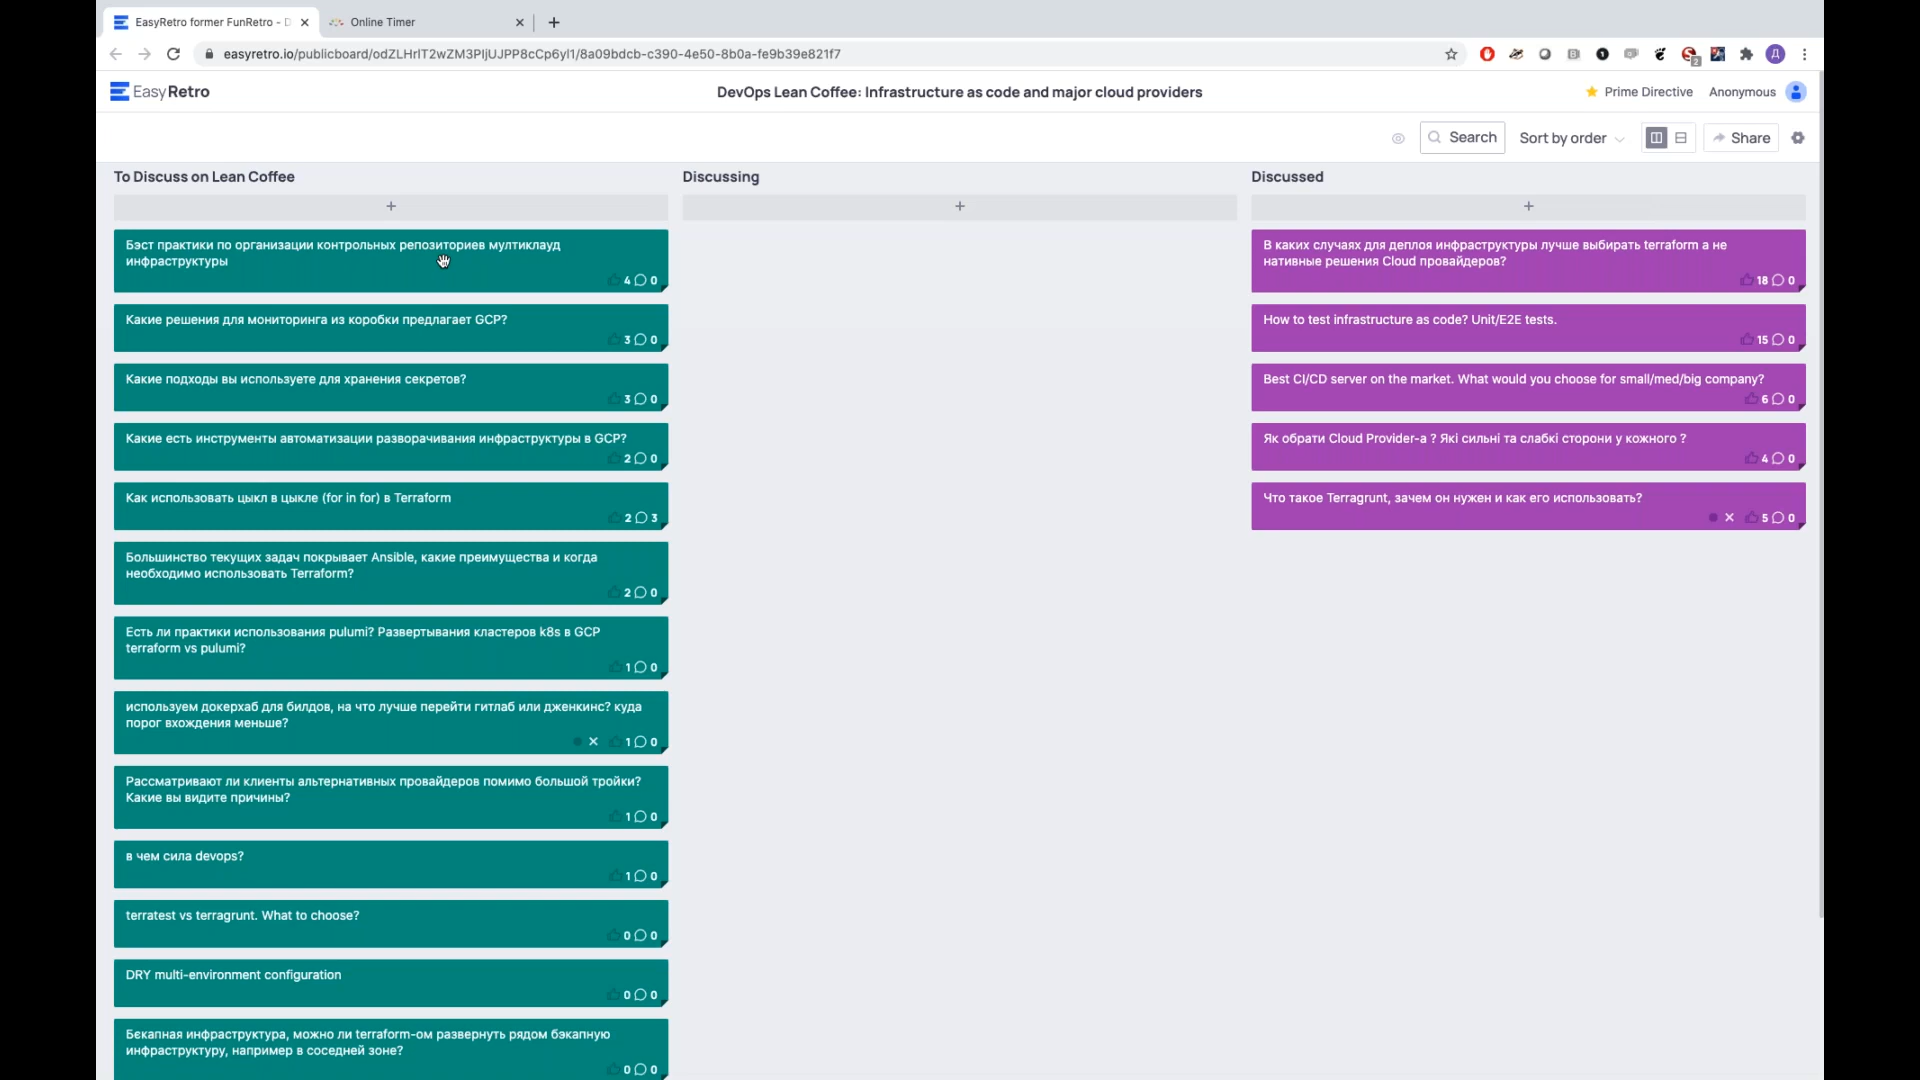 EasyRetro former FunRetro - D
Online Timer
easyretro.io/publicboard/odZLHrIT2wZM3PIjUJPP8cCp6yl1/8a09bdcb-c390-4e50-8b0a-fe9b39e821f7
2
Д
EasyRetro
DevOps Lean Coffee: Infrastructure as code and major cloud providers
Prime Directive
Anonymous
Search
Sort by order
Share
To Discuss on Lean Coffee
Бэст практики по организации контрольных репозиториев мултиклауд
инфраструктуры
4 0
Какие решения для мониторинга из коробки предлагает GCP?
3 0
Какие подходы вы используете для хранения секретов?
3 0
Какие есть инструменты автоматизации разворачивания инфраструктуры в GCP?
2 0
Как использовать цыкл в цыкле (for in for) в Terraform
2 3
Большинство текущих задач покрывает Ansible, какие преимущества и когда
необходимо использовать Terraform?
2 0
Есть ли практики использования pulumi? Развертывания кластеров k8s в GCP
terraform vs pulumi?
1 0
используем докерхаб для билдов, на что лучше перейти гитлаб или дженкинс? куда
порог вхождения меньше?
1 0
Рассматривают ли клиенты альтернативных провайдеров помимо большой тройки?
Какие вы видите причины?
1 0
в чем сила devops?
1 0
terratest vs terragrunt. What to choose?
0 0
DRY multi-environment configuration
0 0
Бєкапная инфраструктура, можно ли terraform-ом развернуть рядом бэкапную
инфраструктуру, например в соседней зоне?
0 0
Discussing
Discussed
В каких случаях для деплоя инфраструктуры лучше выбирать terraform а не
нативные решения Cloud провайдеров?
18 0
How to test infrastructure as code? Unit/E2E tests.
15 0
Best CI/CD server on the market. What would you choose for small/med/big company?
6 0
Як обрати Cloud Provider-а ? Які сильні та слабкі сторони у кожного ?
4 0
Что такое Terragrunt, зачем он нужен и как его использовать?
5 0